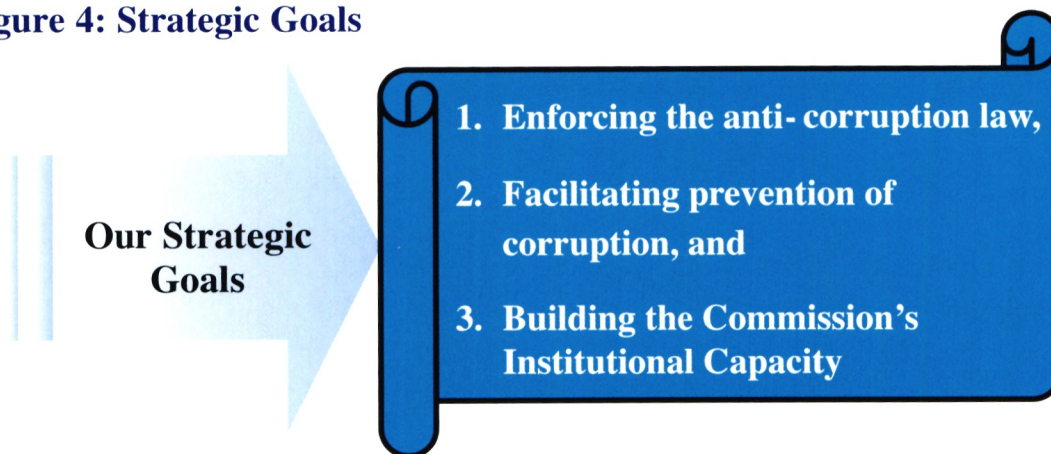 gure 4: Strategic Goals
Our Strategic
Goals
1. Enforcing the anti- corruption law,
2. Facilitating prevention of
corruption, and
3. Building the Commission’s
Institutional Capacity